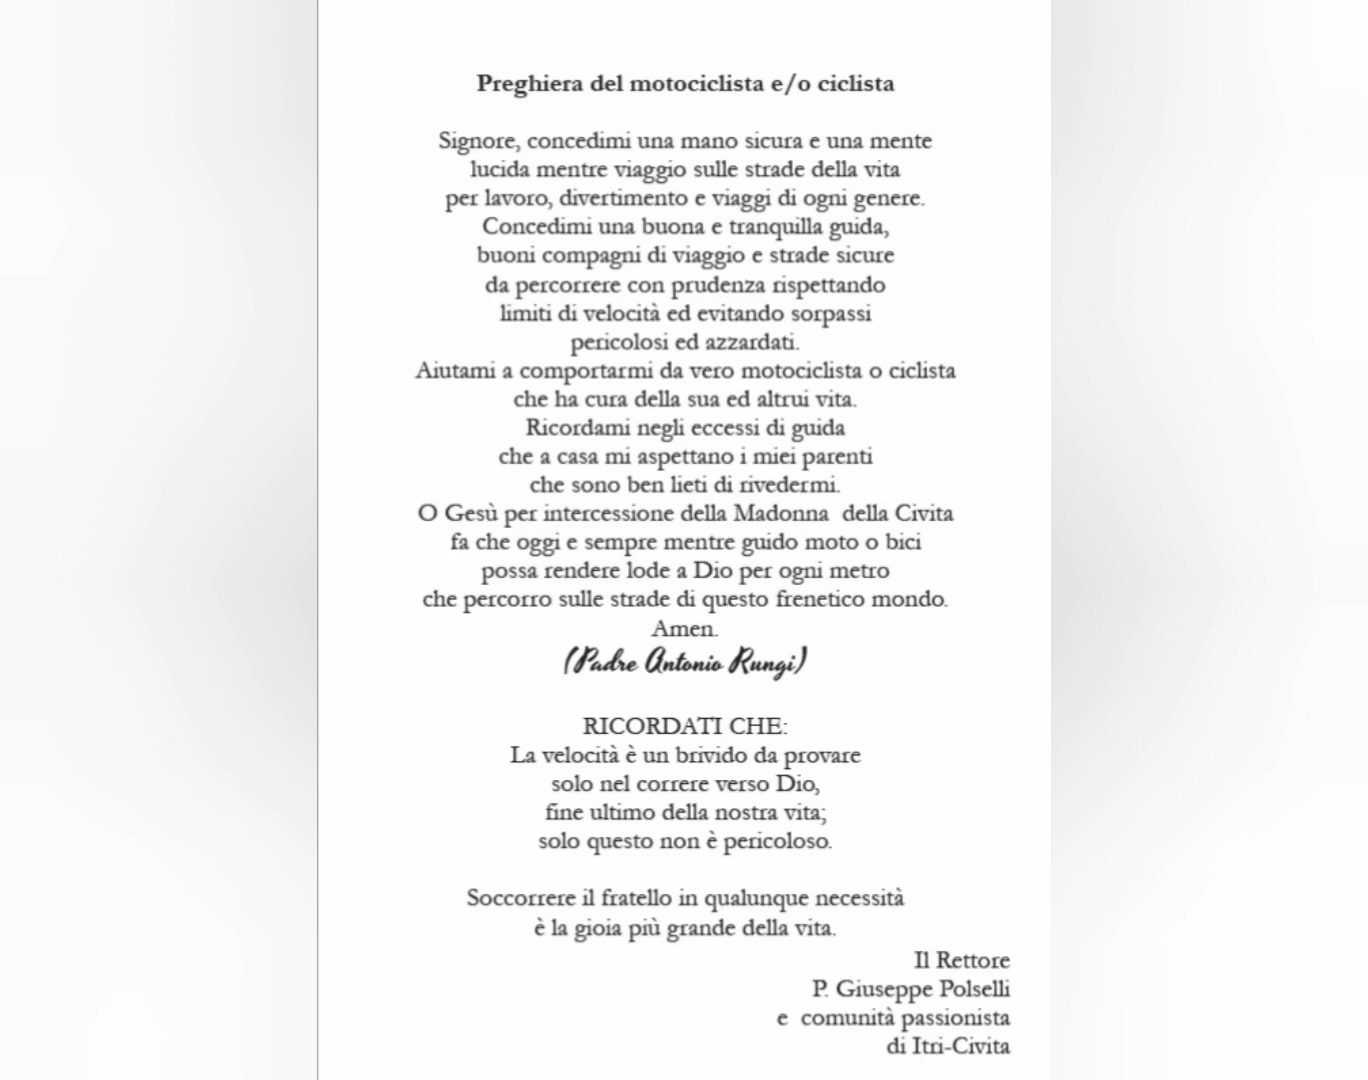 Preghiera del motociclista e/o ciclista
Signore, concedimi una mano sicura e una mente
lucida mentre viaggio sulle strade della vita
per lavoro, divertimento e viaggi di ogni genere.
Concedimi una buona e tranquilla guida,
buoni compagni di viaggio e strade sicure
da percorrere con prudenza rispettando
limiti di velocità ed evitando sorpassi
pericolosi ed azzardati.
Aiutami a comportarmi da vero motociclista o ciclista
che ha cura della sua ed altrui vita.
Ricordami negli eccessi di guida
che a casa mi aspettano i miei parenti
che sono ben lieti di rivedermi.
O Gesù per intercessione della Madonna  della Civita
fa che oggi e sempre mentre guido moto o bici
possa rendere lode a Dio per ogni metro
che percorro sulle strade di questo frenetico mondo.
Amen.
(Padre Antonio Rungi)
RICORDATI CHE:
La velocità è un brivido da provare
solo nel correre verso Dio,
fine ultimo della nostra vita;
solo questo non è pericoloso.
Soccorrere il fratello in qualunque necessità
è la gioia più grande della vita.
Il Rettore
P. Giuseppe Polselli
e  comunità passionista
di Itri-Civita